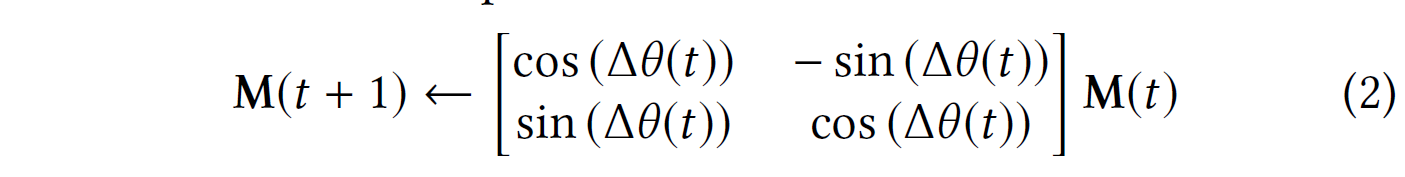 M(t + 1) ← [cos (Δθ(t)) − sin (Δθ(t)) sin (Δθ(t)) cos (Δθ(t))] M(t) (2)